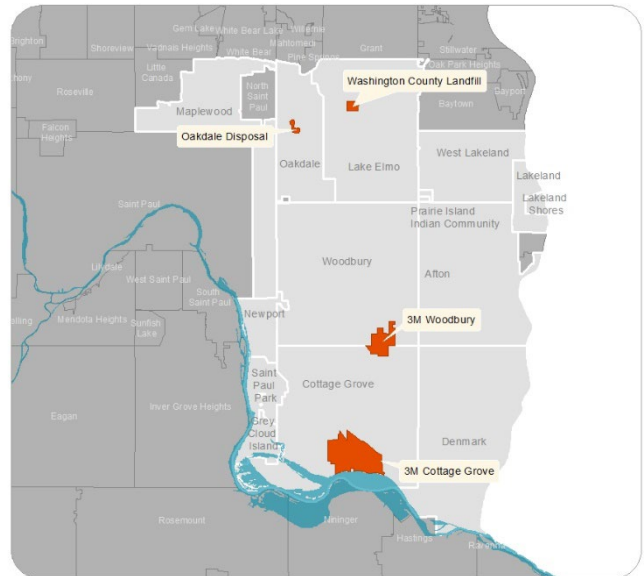 Gem Lake
White Bear Lake
Willernie
Mahtomedi
Grant
Stillwater
Shoreview
Vadnais Heights
White Bear
Pine Springs
Oak Park Heights
Little
Canada
North
Saint
Paul
Washington County Landfill
Bayport
Baytown
Roseville
Maplewood
Falcon
Heights
Oakdale Disposal
Oakdale
Lake Elmo
West Lakeland
Lakeland
Lakeland
Shores
Saint Paul
Prairie Island
Indian Community
Woodbury
Afton
Lilydale
West Saint Paul
South
Saint Paul
Mendota Heights
Sunfish
Lake
Newport
3M Woodbury
Saint
Paul
Park
Cottage Grove
Eagan
Inver Grove Heights
Grey
Cloud
Island
Denmark
3M Cottage Grove
Rosemount
Nininger
Hastings